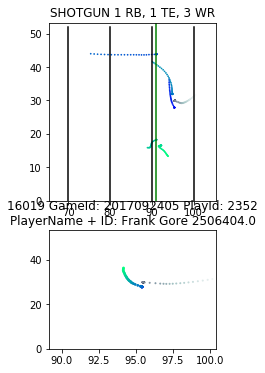 SHOTGUN 1 RB, 1 TE, 3 WR
50
40
30
20
10
0
70 80 90 100
16019 GameId: 2017092405 PlayId: 2352
PlayerName + ID: Frank Gore 2506404.0
40
20
0
90.0 92.5 95.0 97.5 100.0